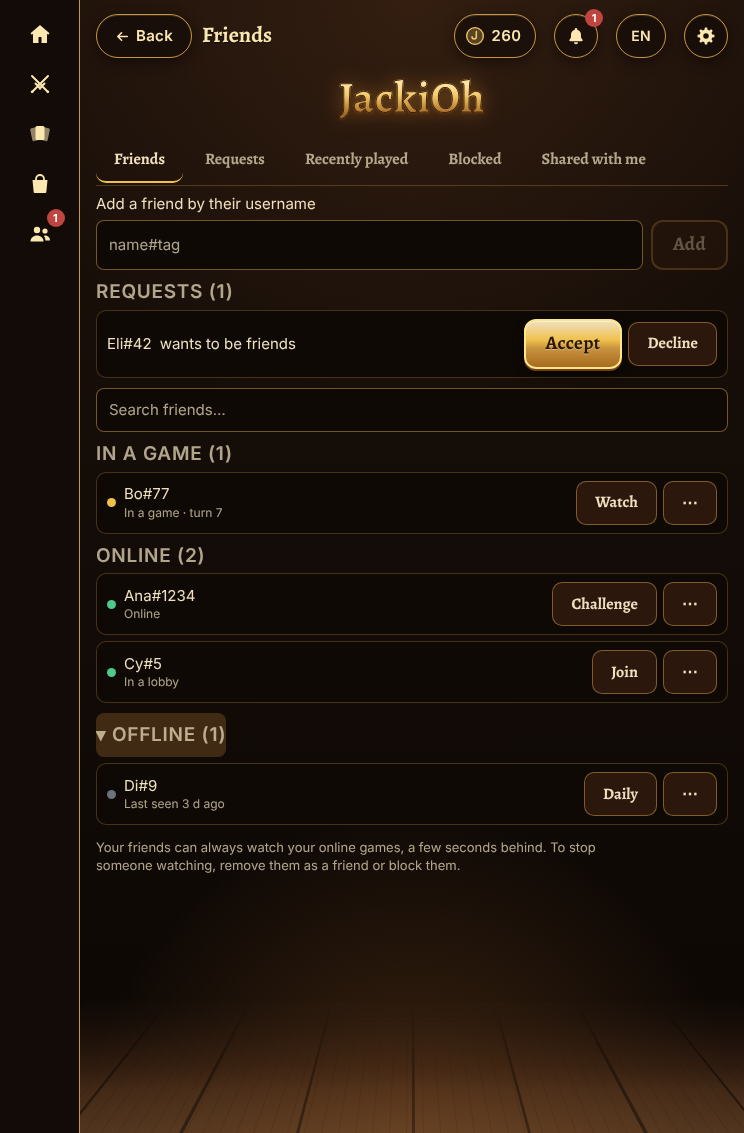 ← Back
Friends
J 260
1
EN
JackiOh
Friends
Requests
Recently played
Blocked
Shared with me
1
Add a friend by their username
name#tag
Add
REQUESTS (1)
Eli#42 wants to be friends
Accept
Decline
Search friends...
IN A GAME (1)
Bo#77
In a game · turn 7
Watch
...
ONLINE (2)
Ana#1234
Online
Challenge
...
Cy#5
In a lobby
Join
...
▼ OFFLINE (1)
Di#9
Last seen 3 d ago
Daily
...
Your friends can always watch your online games, a few seconds behind. To stop
someone watching, remove them as a friend or block them.